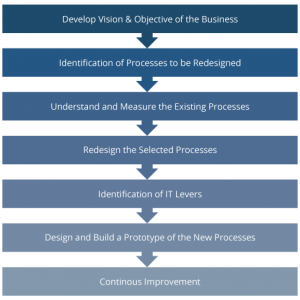 Develop Vision & Objective of the Business
Identification of Processes to be Redesigned
Understand and Measure the Existing Processes
Redesign the Selected Processes
Identification of IT Levers
Design and Build a Prototype of the New Processes
Continous Improvement